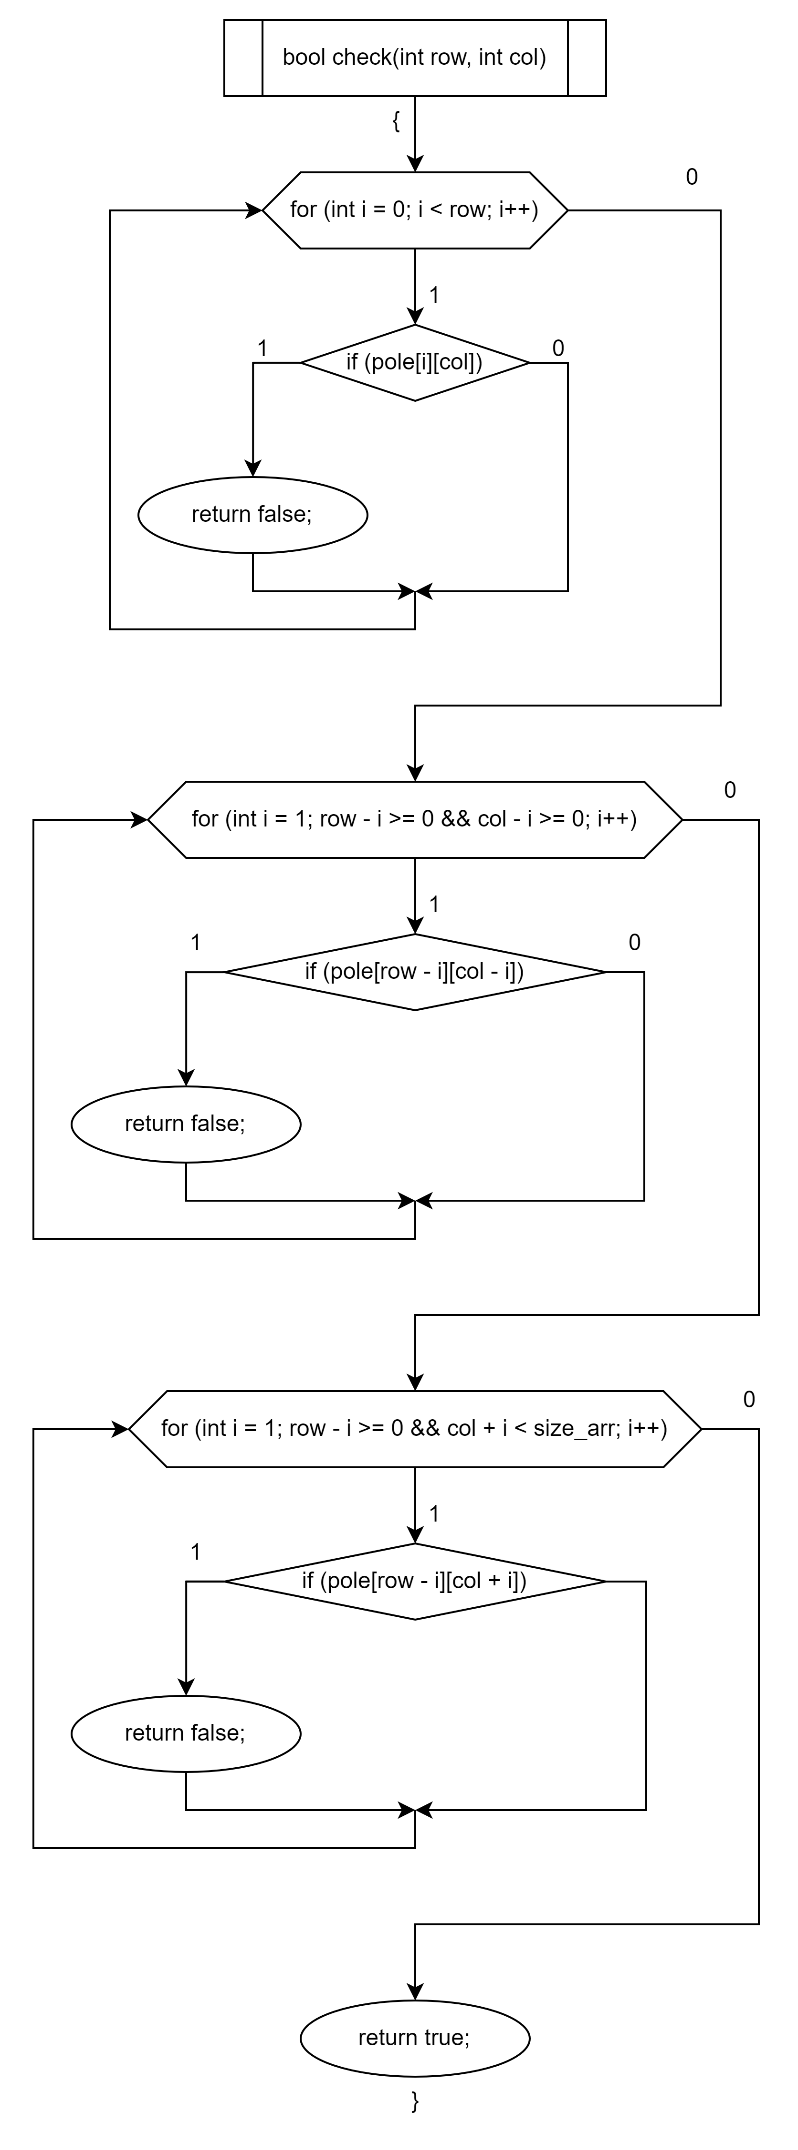 bool check(int row, int col)
{
for (int i = 0; i < row; i++)
0
1
if (pole[i][col])
1
0
return false;
for (int i = 1; row - i >= 0 && col - i >= 0; i++)
0
1
if (pole[row - i][col - i])
1
0
return false;
for (int i = 1; row - i >= 0 && col + i < size_arr; i++)
0
1
if (pole[row - i][col + i])
1
return false;
return true;
}